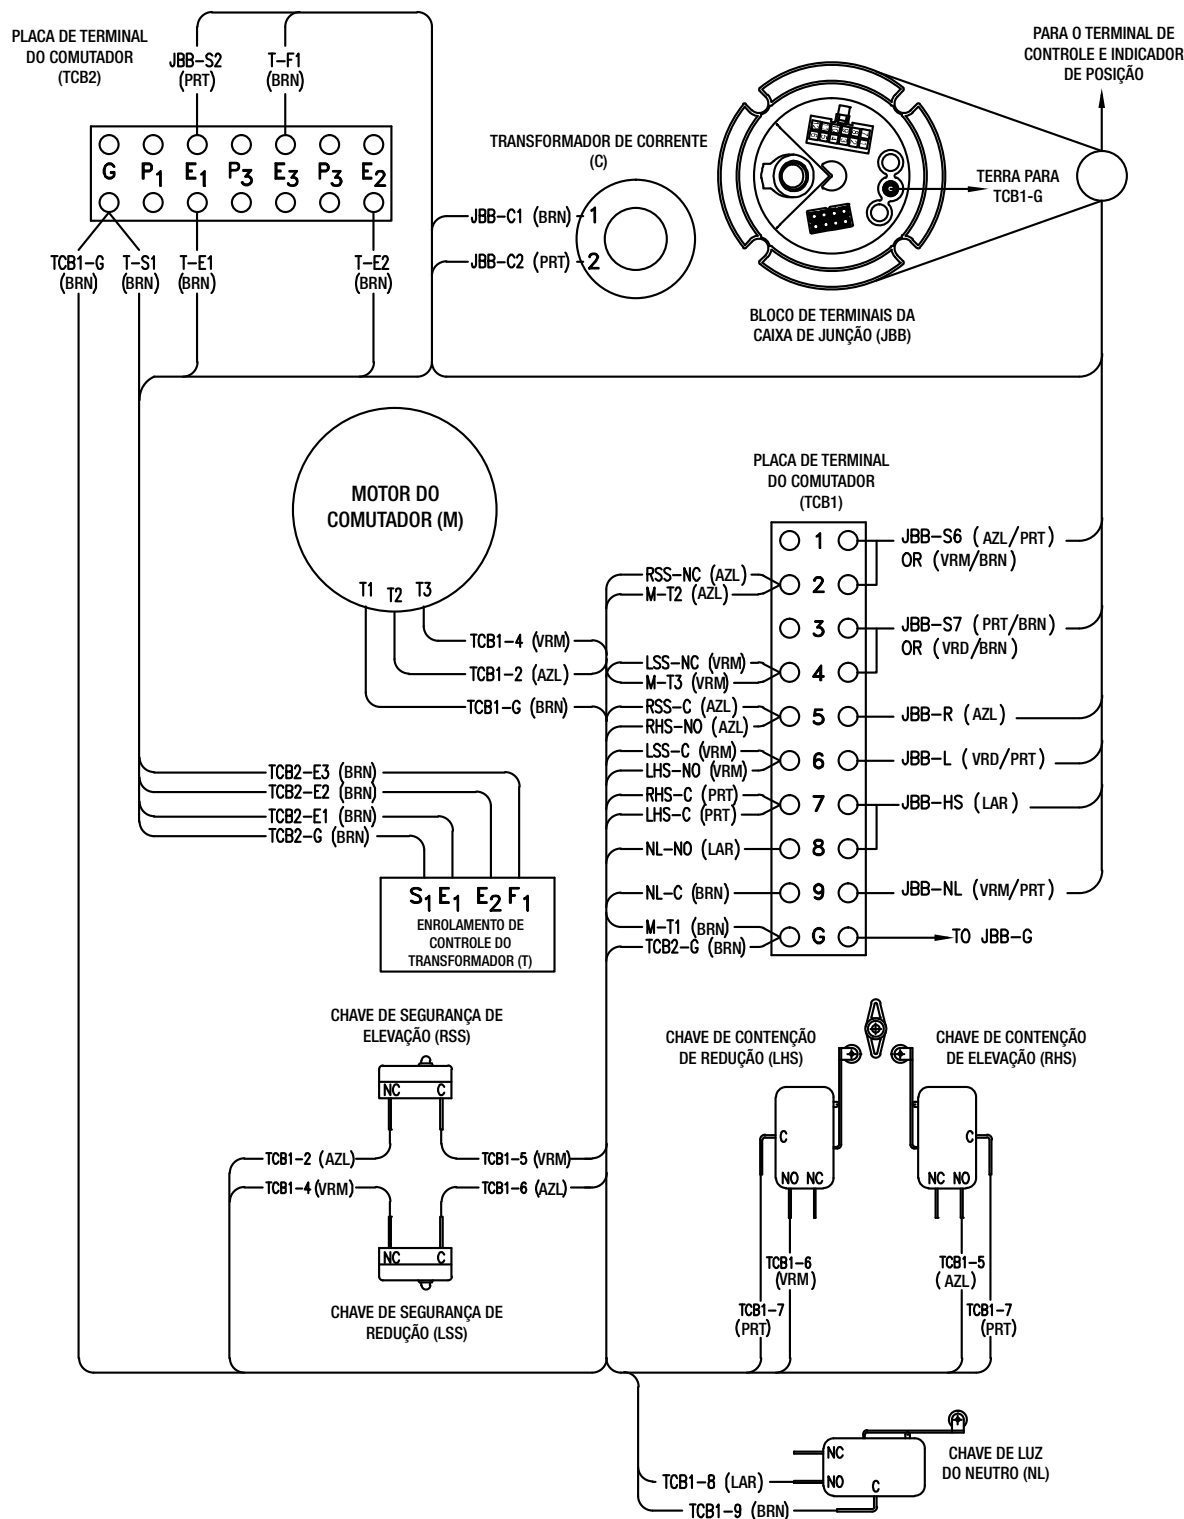 PLACA DE TERMINAL
DO COMUTADOR
(TCB2)
JBB-S2
(PRT)
T-F1
(BRN)
G P1 E1 P3 E3 P3 E2
TCB1-G
(BRN)
T-S1
(BRN)
T-E1
(BRN)
T-E2
(BRN)
TRANSFORMADOR DE CORRENTE
(C)
JBB-C1 (BRN) 1
JBB-C2 (PRT) 2
PARA O TERMINAL DE
CONTROLE E INDICADOR
DE POSIÇÃO
TERRA PARA
TCB1-G
BLOCO DE TERMINAIS DA
CAIXA DE JUNÇÃO (JBB)
MOTOR DO
COMUTADOR (M)
T1 T2 T3
TCB1-4 (VRM)
TCB1-2 (AZL)
TCB1-G (BRN)
PLACA DE TERMINAL
DO COMUTADOR
(TCB1)
1
JBB-S6 (AZL/PRT)
OR (VRM/BRN)
RSS-NC (AZL)
M-T2 (AZL)
2
3
JBB-S7 (PRT/BRN)
OR (VRD/BRN)
LSS-NC (VRM)
M-T3 (VRM)
4
RSS-C (AZL)
RHS-NO (AZL)
5
JBB-R (AZL)
LSS-C (VRM)
LHS-NO (VRM)
6
JBB-L (VRD/PRT)
RHS-C (PRT)
LHS-C (PRT)
7
JBB-HS (LAR)
NL-NO (LAR)
8
NL-C (BRN)
9
JBB-NL (VRM/PRT)
M-T1 (BRN)
TCB2-G (BRN)
G
TO JBB-G
TCB2-E3 (BRN)
TCB2-E2 (BRN)
TCB2-E1 (BRN)
TCB2-G (BRN)
S1 E1 E2 F1
ENROLAMENTO DE
CONTROLE DO
TRANSFORMADOR (T)
CHAVE DE SEGURANÇA DE
ELEVAÇÃO (RSS)
NC C
TCB1-2 (AZL)
TCB1-5 (VRM)
TCB1-4 (VRM)
TCB1-6 (AZL)
NC C
CHAVE DE SEGURANÇA DE
REDUÇÃO (LSS)
CHAVE DE CONTENÇÃO
DE REDUÇÃO (LHS)
CHAVE DE CONTENÇÃO
DE ELEVAÇÃO (RHS)
C
NO NC
C
NC NO
TCB1-6
(VRM)
TCB1-5
(AZL)
TCB1-7
(PRT)
TCB1-7
(PRT)
NC
NO
C
CHAVE DE LUZ
DO NEUTRO (NL)
TCB1-8 (LAR)
TCB1-9 (BRN)